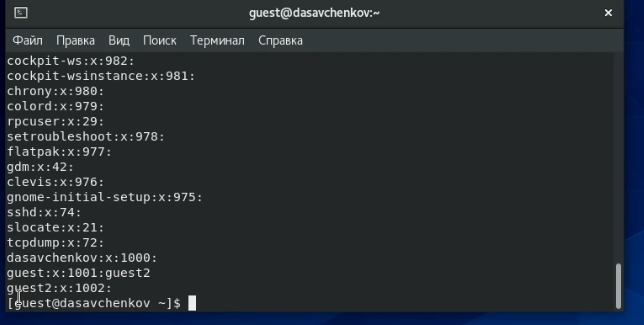 guest@dasavchenkov:~
Файл Правка Вид Поиск Терминал Справка
cockpit-ws:x:982:
cockpit-wsinstance:x:981:
chrony:x:980:
colord:x:979:
rpcuser:x:29:
setroubleshoot:x:978:
flatpak:x:977:
gdm:x:42:
clevis:x:976:
gnome-initial-setup:x:975:
sshd:x:74:
slocate:x:21:
tcpdump:x:72:
dasavchenkov:x:1000:
guest:x:1001:guest2
guest2:x:1002:
[guest@dasavchenkov ~]$